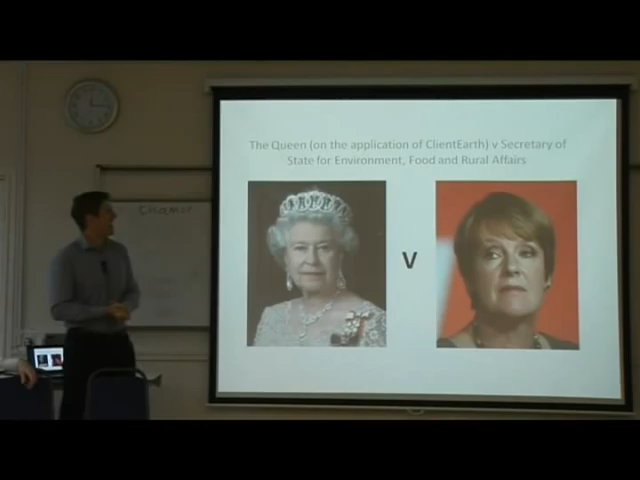 The Queen (on the application of ClientEarth) v Secretary of
State for Environment, Food and Rural Affairs
V